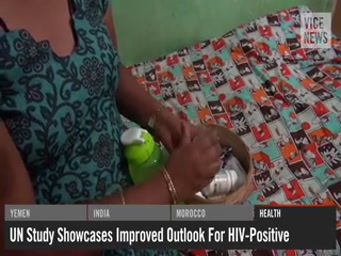 VICE
NEWS
YEMEN INDIA MOROCCO HEALTH
UN Study Showcases Improved Outlook For HIV-Positive